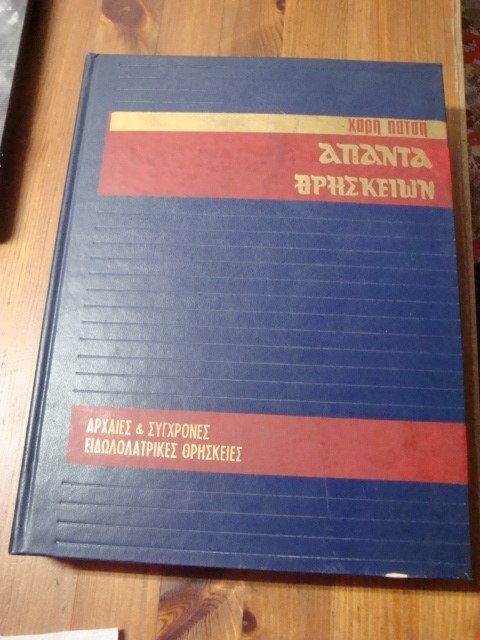 χαρη πατση
ΑΠΑΝΤΑ
ΘΡΗΣΚΕΙΩΝ
ΑΡΧΑΙΕΣ & ΣΥΓΧΡΟΝΕΣ
ΕΙΔΩΛΟΛΑΤΡΙΚΕΣ ΘΡΗΣΚΕΙΕΣ